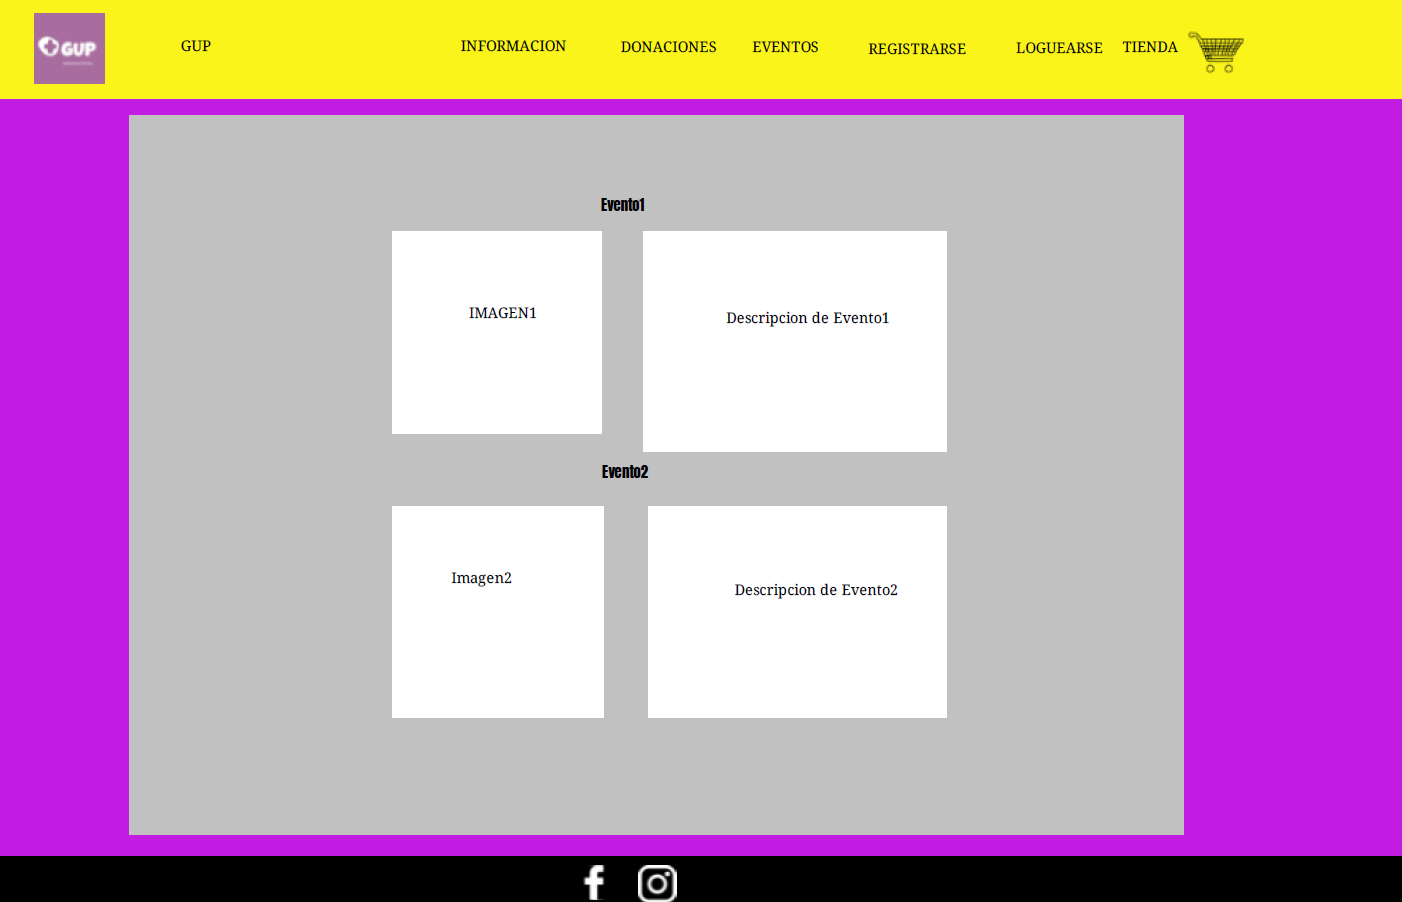 GUP
GUP
INFORMACION
DONACIONES
EVENTOS
REGISTRARSE
LOGUEARSE
TIENDA
Evento1
IMAGEN1
Descripcion de Evento1
Evento2
Imagen2
Descripcion de Evento2